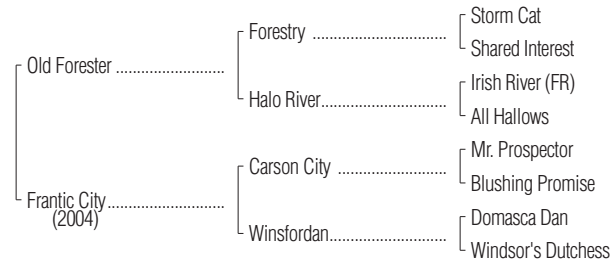 Storm Cat
Forestry ....................
Shared Interest
Old Forester ....................
Irish River (FR)
Halo River....................
All Hallows
Mr. Prospector
Carson City ....................
Blushing Promise
Frantic City....................
(2004)
Domasca Dan
Winsfordan....................
Windsor's Dutchess